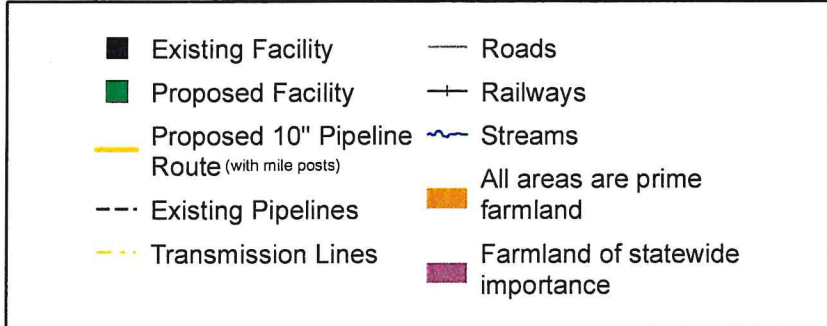 Existing Facility
Proposed Facility
Proposed 10" Pipeline
Route (with mile posts)
Existing Pipelines
Transmission Lines
Roads
Railways
Streams
All areas are prime
farmland
Farmland of statewide
importance